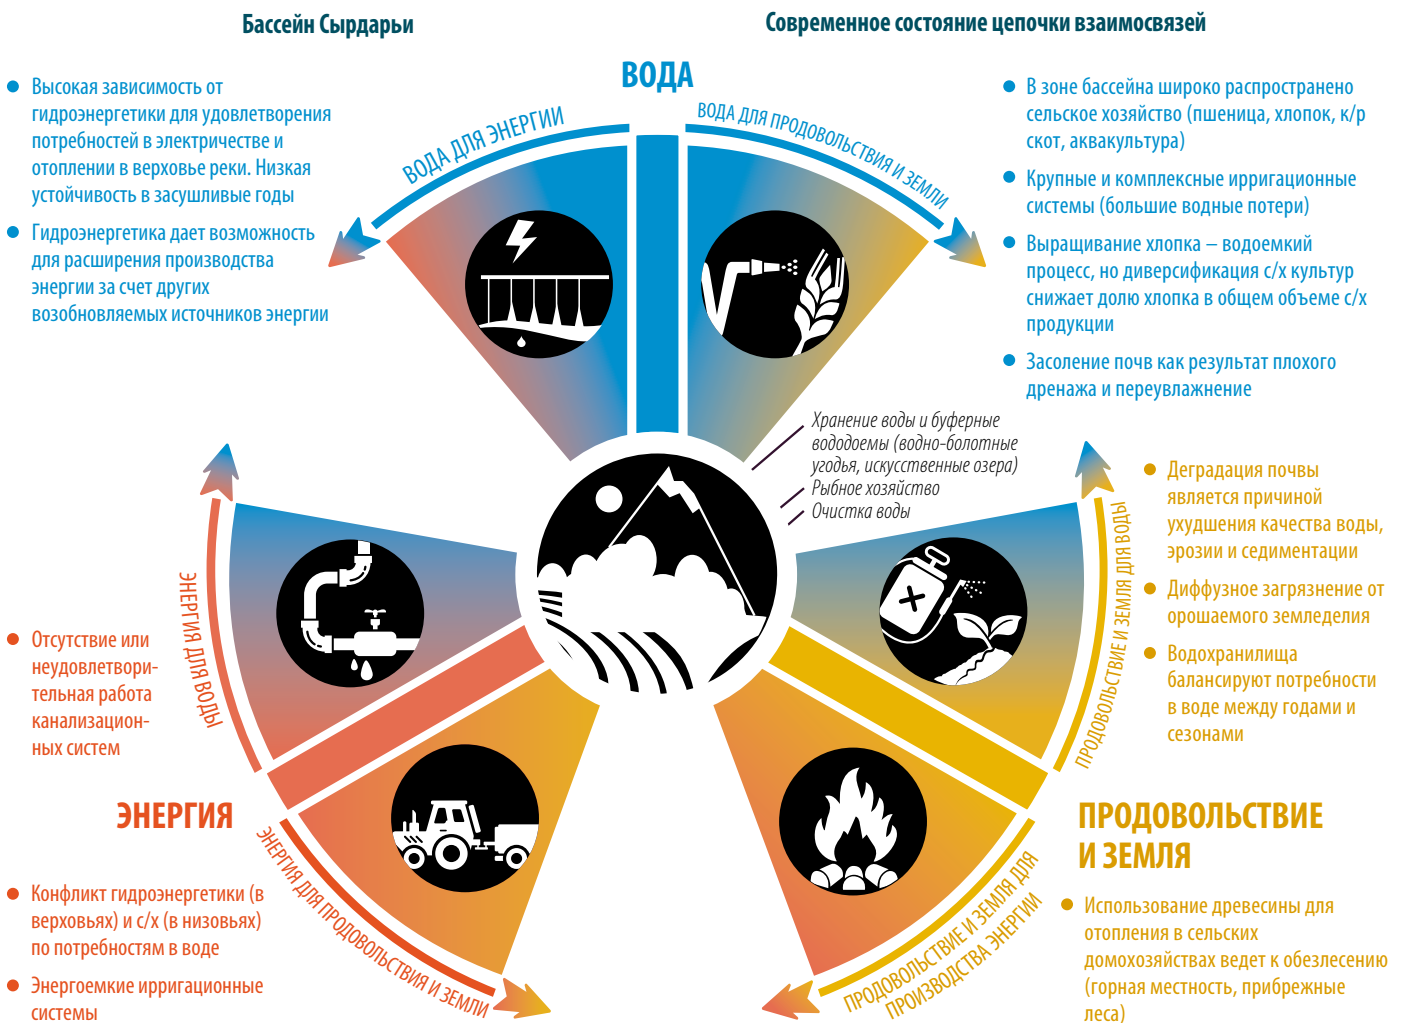 Бассейн Сырдарьи
Современное состояние цепочки взаимосвязей
ВОДА
ВОДА ДЛЯ ЭНЕРГИИ
ВОДА ДЛЯ ПРОДОВОЛЬСТВИЯ И ЗЕМЛИ
Высокая зависимость от
гидроэнергетики для удовлетворения
потребностей в электричестве и
отоплении в верховье реки. Низкая
устойчивость в засушливые годы
Гидроэнергетика дает возможность
для расширения производства
энергии за счет других
возобновляемых источников энергии
В зоне бассейна широко распространено
сельское хозяйство (пшеница, хлопок, к/р
скот, аквакультура)
Крупные и комплексные ирригационные
системы (большие водные потери)
Выращивание хлопка – водоемкий
процесс, но диверсификация с/х культур
снижает долю хлопка в общем объеме с/х
продукции
Засоление почв как результат плохого
дренажа и переувлажнение
Хранение воды и буферные
вододоемы (водно-болотные
угодья, искусственные озера)
Рыбное хозяйство
Очистка воды
Деградация почвы
является причиной
ухудшения качества воды,
эрозии и седиментации
Диффузное загрязнение от
орошаемого земледелия
Водохранилища
балансируют потребности
в воде между годами и
сезонами
ПРОДОВОЛЬСТВИЕ И ЗЕМЛЯ ДЛЯ ВОДЫ
ЭНЕРГИЯ ДЛЯ ВОДЫ
Отсутствие или
неудовлетвори-
тельная работа
канализацион-
ных систем
ЭНЕРГИЯ
ЭНЕРГИЯ ДЛЯ ПРОДОВОЛЬСТВИЯ И ЗЕМЛИ
Конфликт гидроэнергетики (в
верховьях) и с/х (в низовьях)
по потребностям в воде
Энергоемкие ирригационные
системы
ПРОДОВОЛЬСТВИЕ
И ЗЕМЛЯ
ПРОДОВОЛЬСТВИЕ И ЗЕМЛЯ ДЛЯ
ПРОИЗВОДСТВА ЭНЕРГИИ
Использование древесины для
отопления в сельских
домохозяйствах ведет к обезлесению
(горная местность, прибрежные
леса)